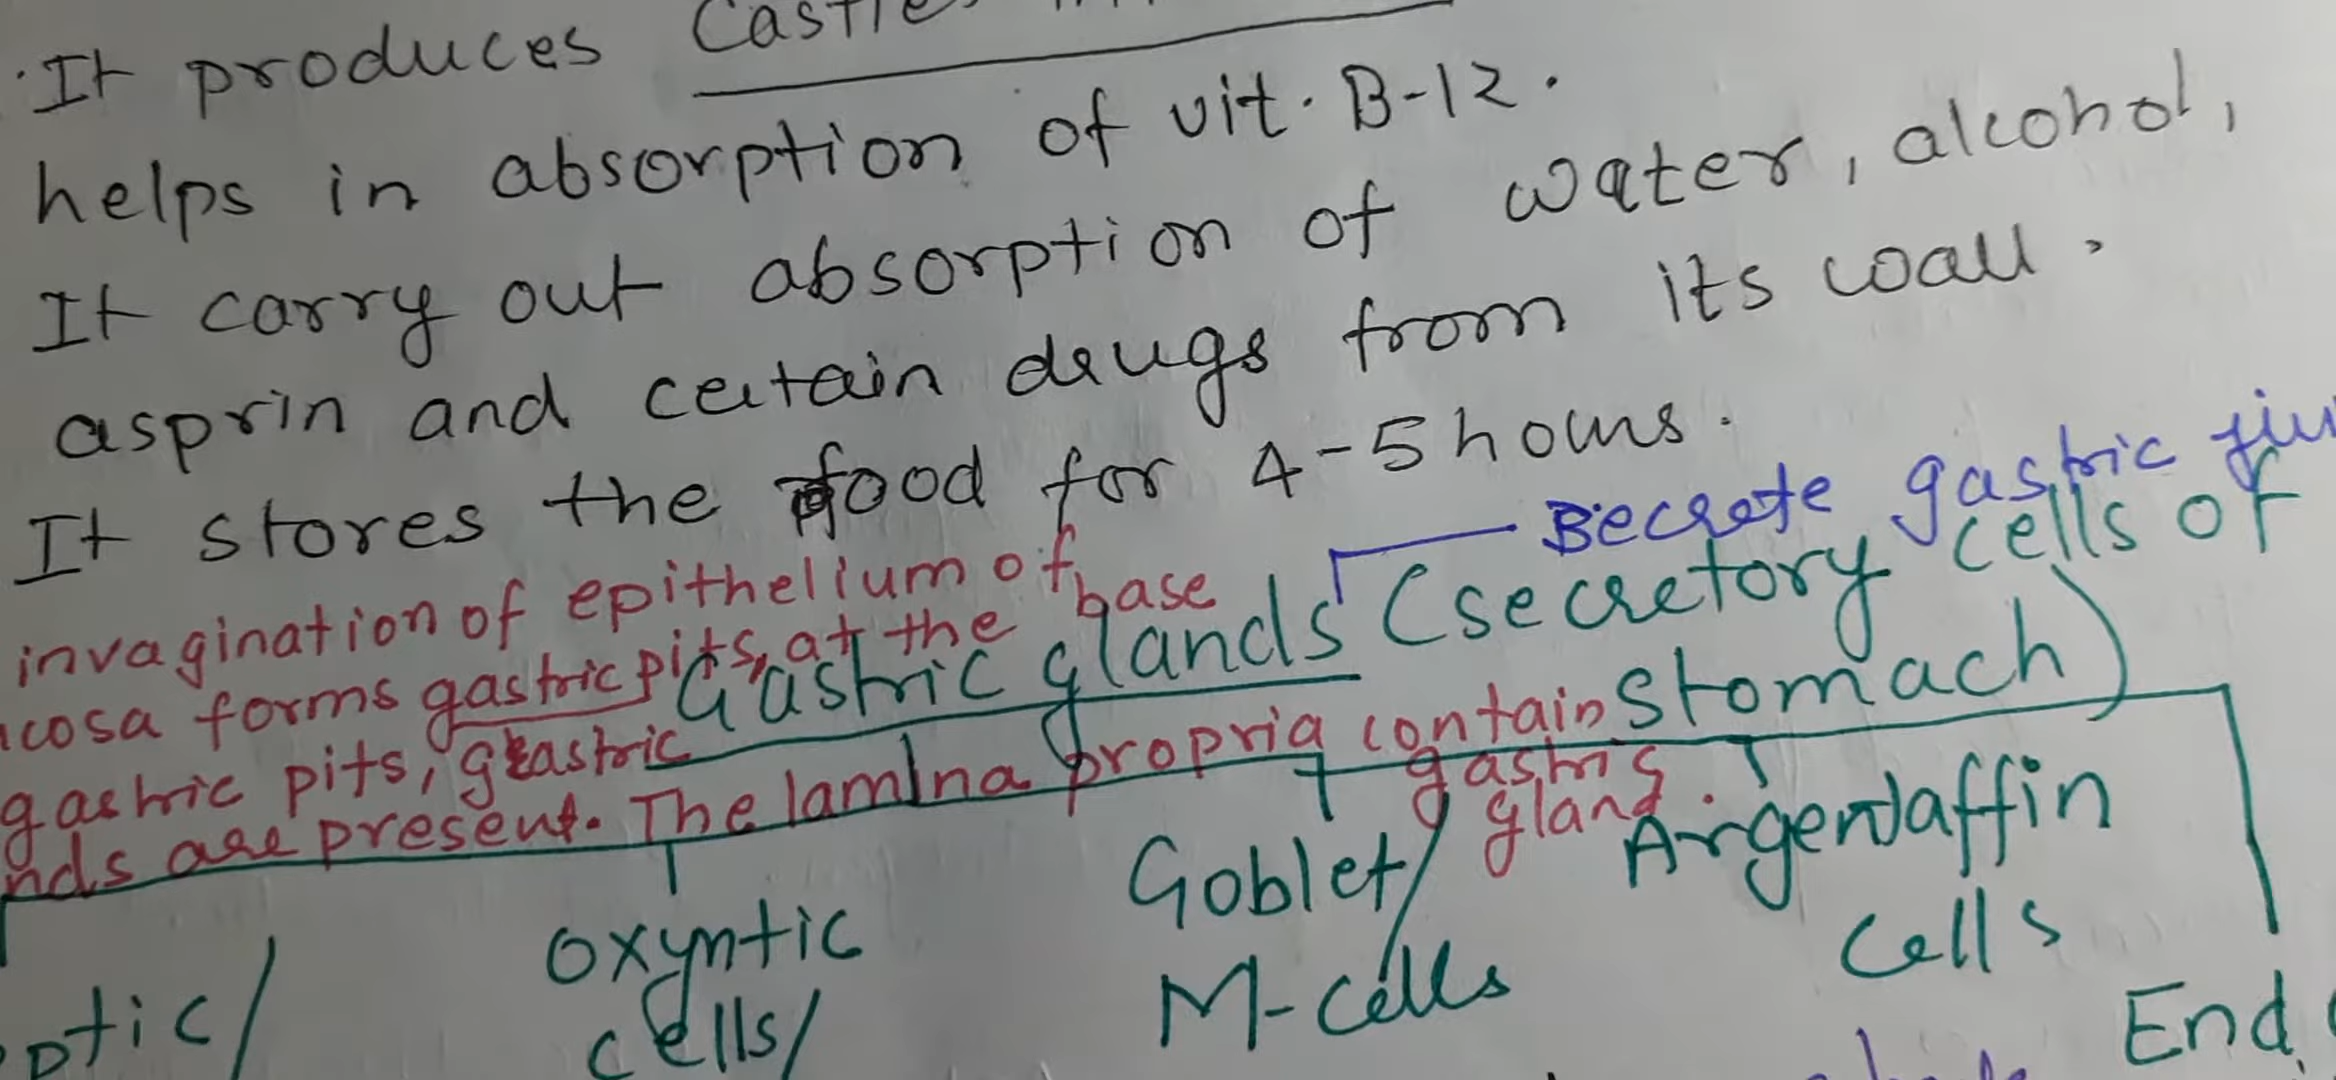 · It produces Castle
helps in absorption of vit. B-12.
It carry out absorption of water, alcohol,
asprin and certain drugs from its wall.
It stores the food for 4-5 hours.
Becrete gastric
invagination of epithelium of
cosa forms gastric pits, at the base
gastric pits, gastric
nds are present. The lamina propria contain
gastric
gland.
Gastric glands (secretory cells of
stomach)
ptic/
oxyntic
cells/
Goblet/
M-cells
Argentaffin
cells
End